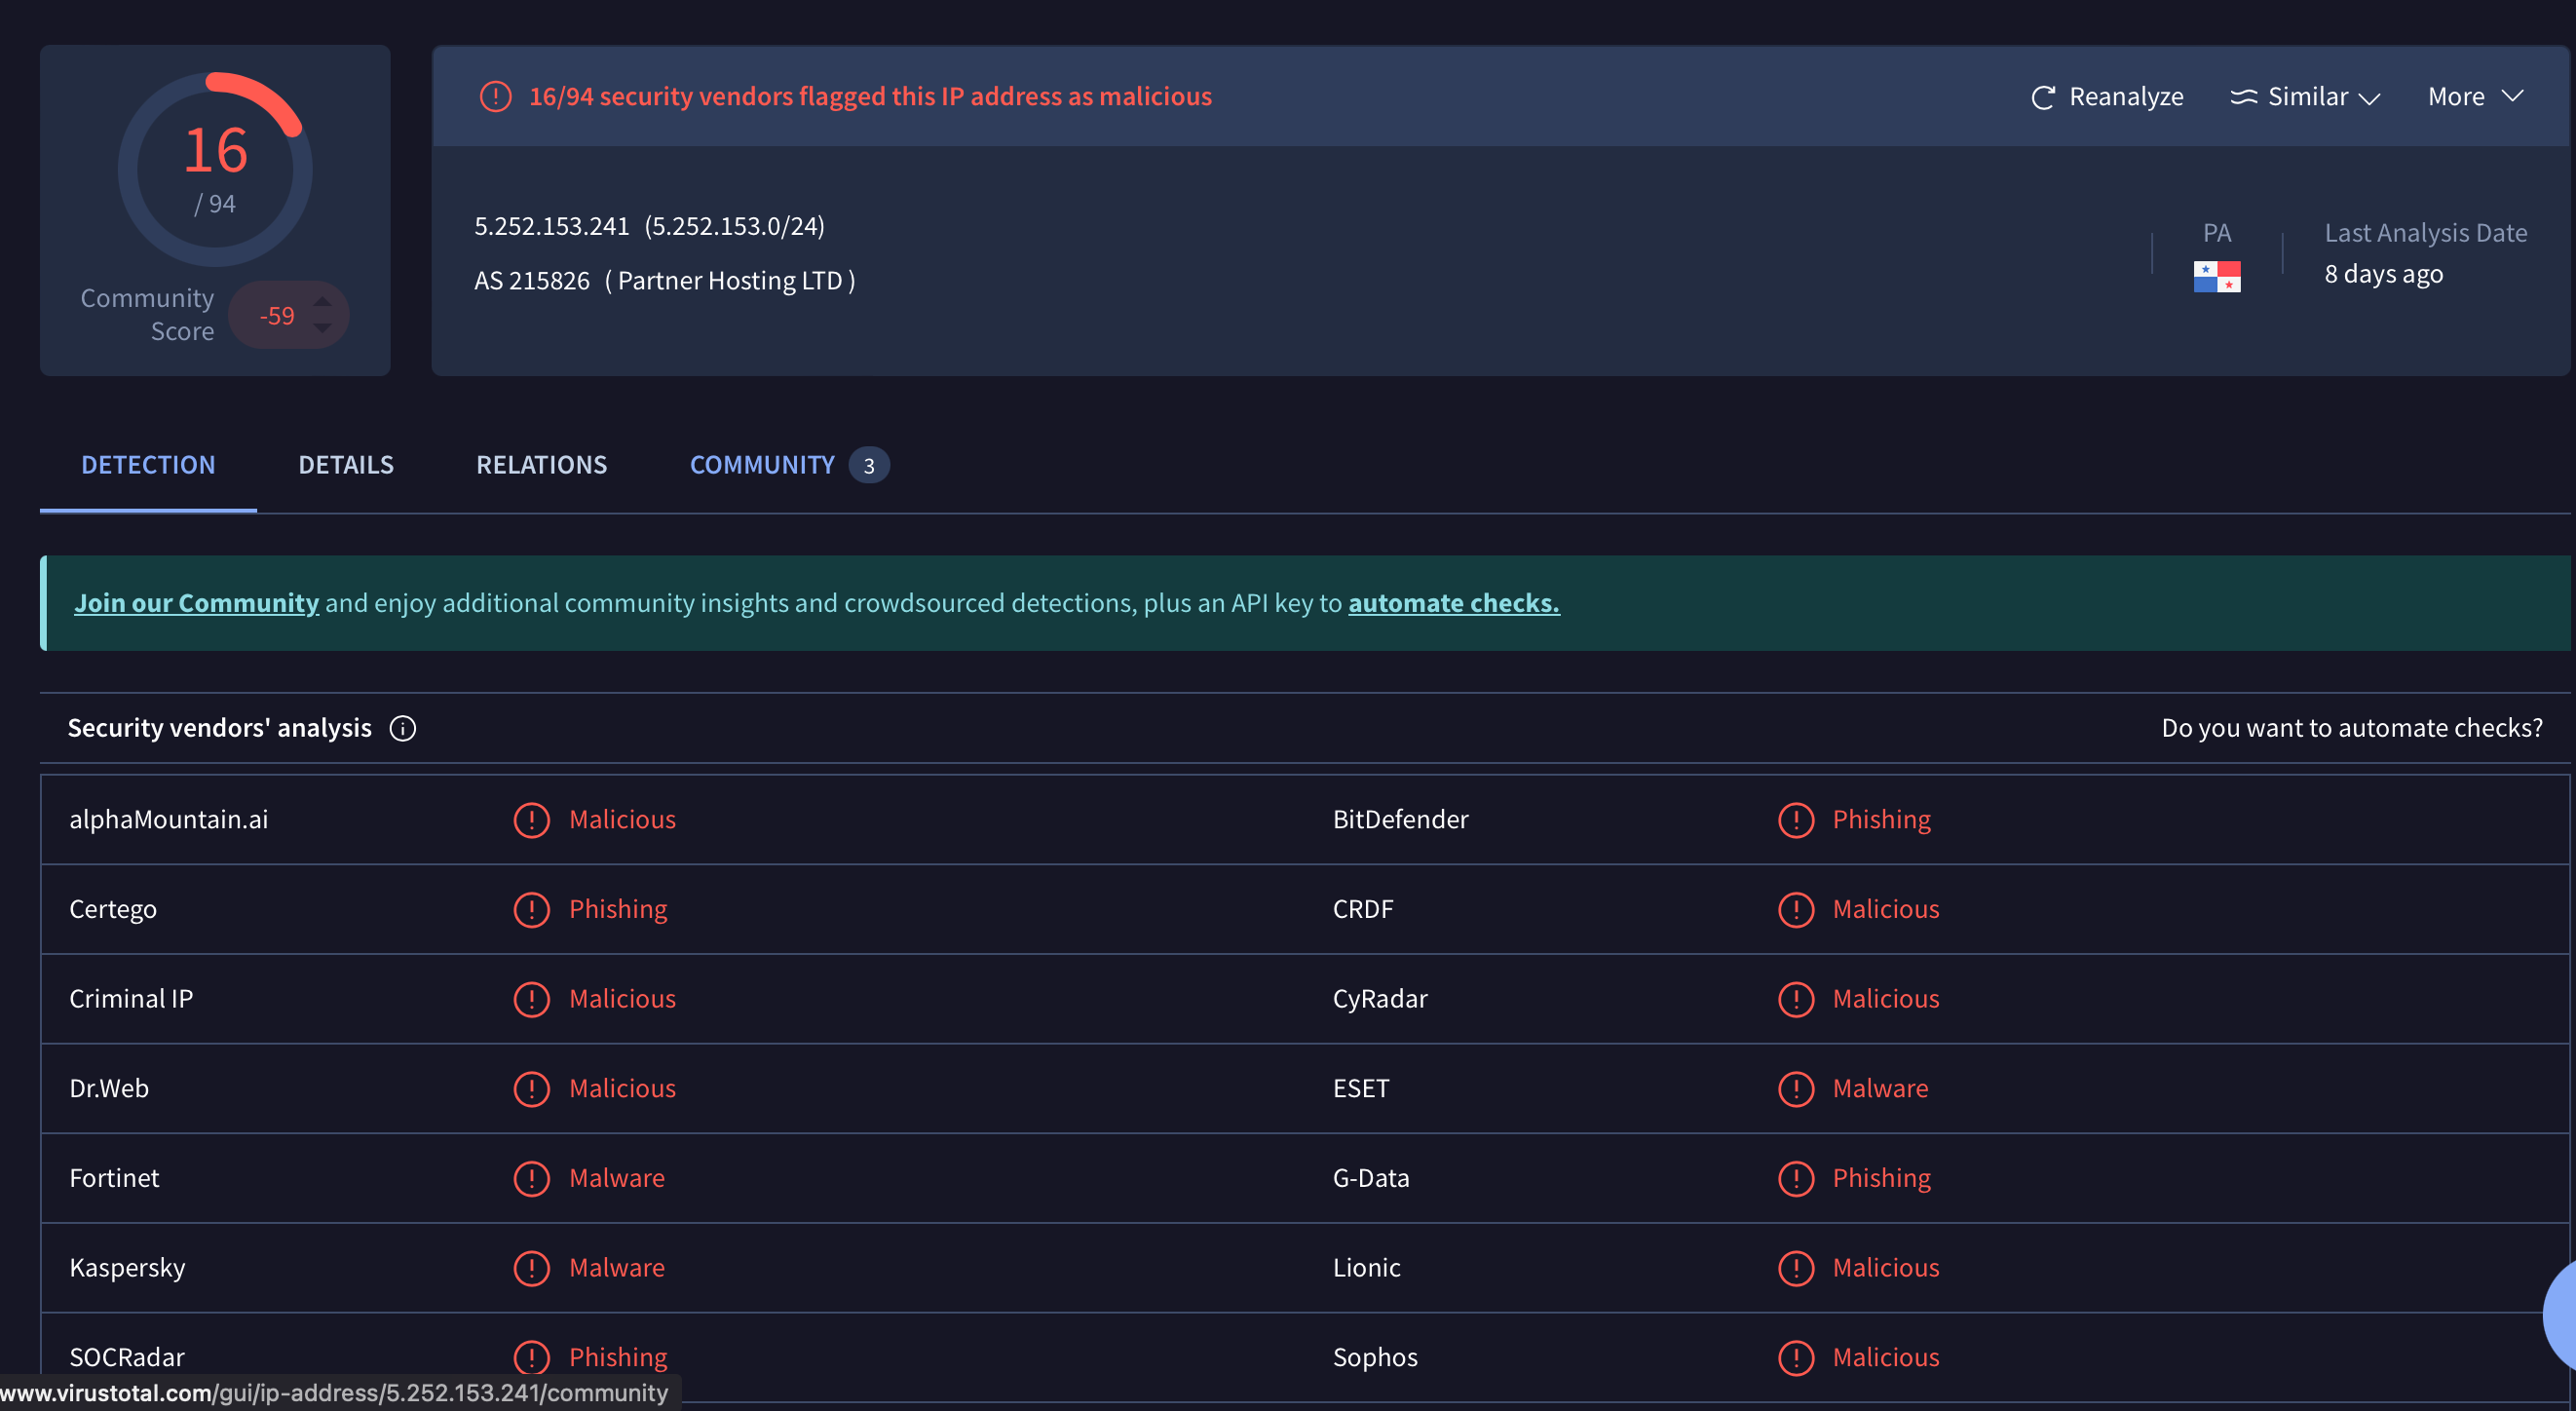 16
/ 94
Community
Score
-59
16/94 security vendors flagged this IP address as malicious
Reanalyze
Similar
More
5.252.153.241 (5.252.153.0/24)
AS 215826 ( Partner Hosting LTD )
PA
Last Analysis Date
8 days ago
DETECTION
DETAILS
RELATIONS
COMMUNITY 3
Join our Community and enjoy additional community insights and crowdsourced detections, plus an API key to automate checks.
Security vendors' analysis
Do you want to automate checks?
alphaMountain.ai Malicious BitDefender Phishing
Certego Phishing CRDF Malicious
Criminal IP Malicious CyRadar Malicious
Dr.Web Malicious ESET Malware
Fortinet Malware G-Data Phishing
Kaspersky Malware Lionic Malicious
SOCRadar Phishing Sophos Malicious
www.virustotal.com/gui/ip-address/5.252.153.241/community